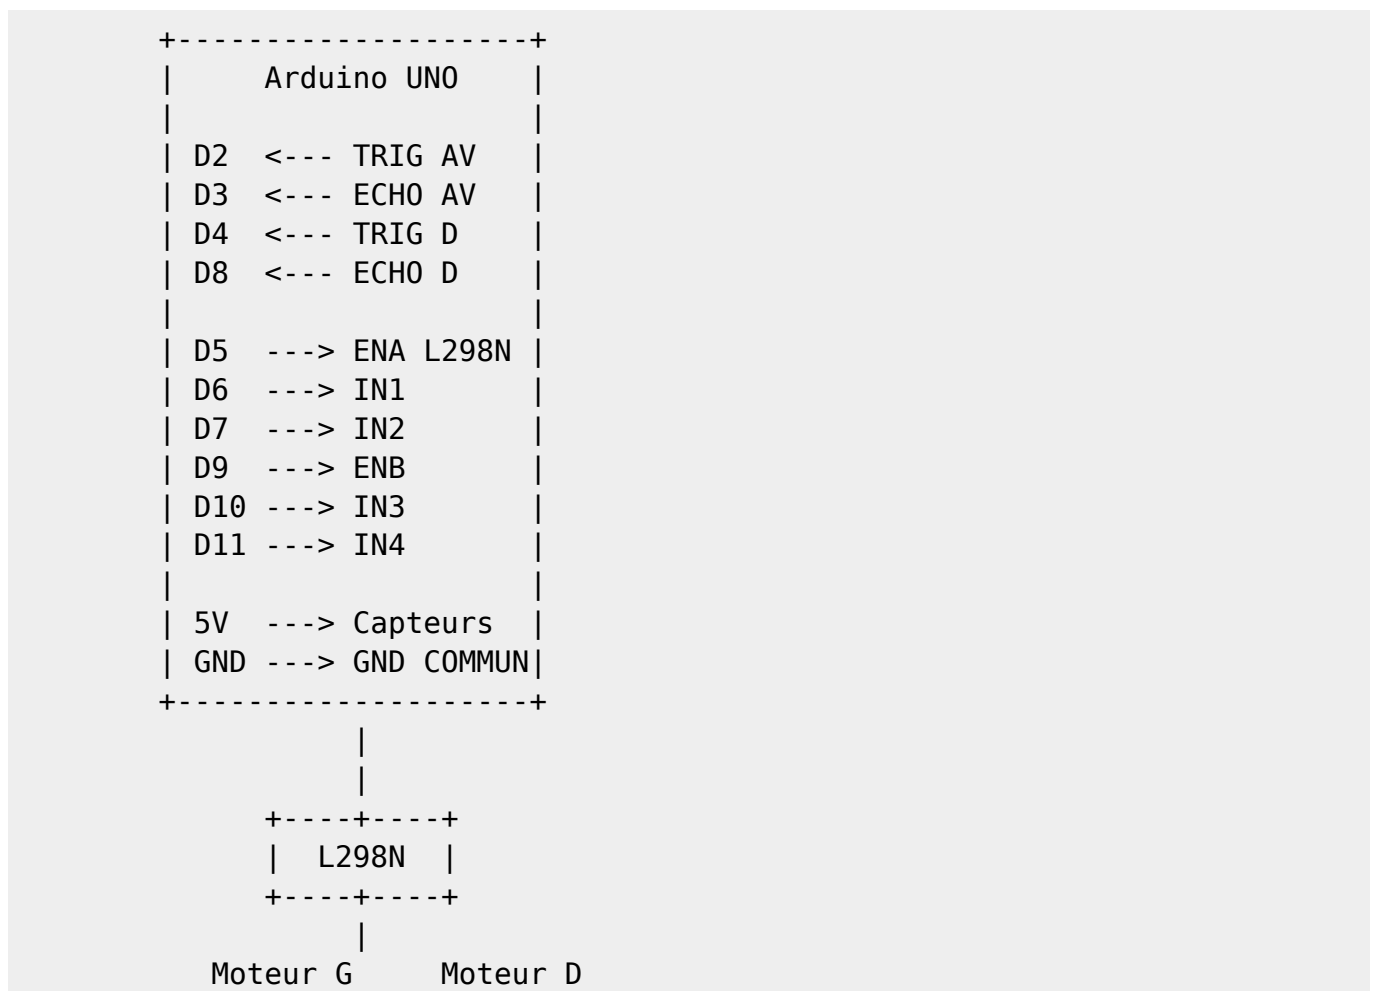 +--------------------+
|     Arduino UNO    |
|                    |
| D2  <--- TRIG AV   |
| D3  <--- ECHO AV   |
| D4  <--- TRIG D    |
| D8  <--- ECHO D    |
|                    |
| D5  ---> ENA L298N |
| D6  ---> IN1       |
| D7  ---> IN2       |
| D9  ---> ENB       |
| D10 ---> IN3       |
| D11 ---> IN4       |
|                    |
| 5V  ---> Capteurs  |
| GND ---> GND COMMUN|
+--------------------+
           |
           |
      +----+----+
      |  L298N  |
      +----+----+
           |
   Moteur G     Moteur D